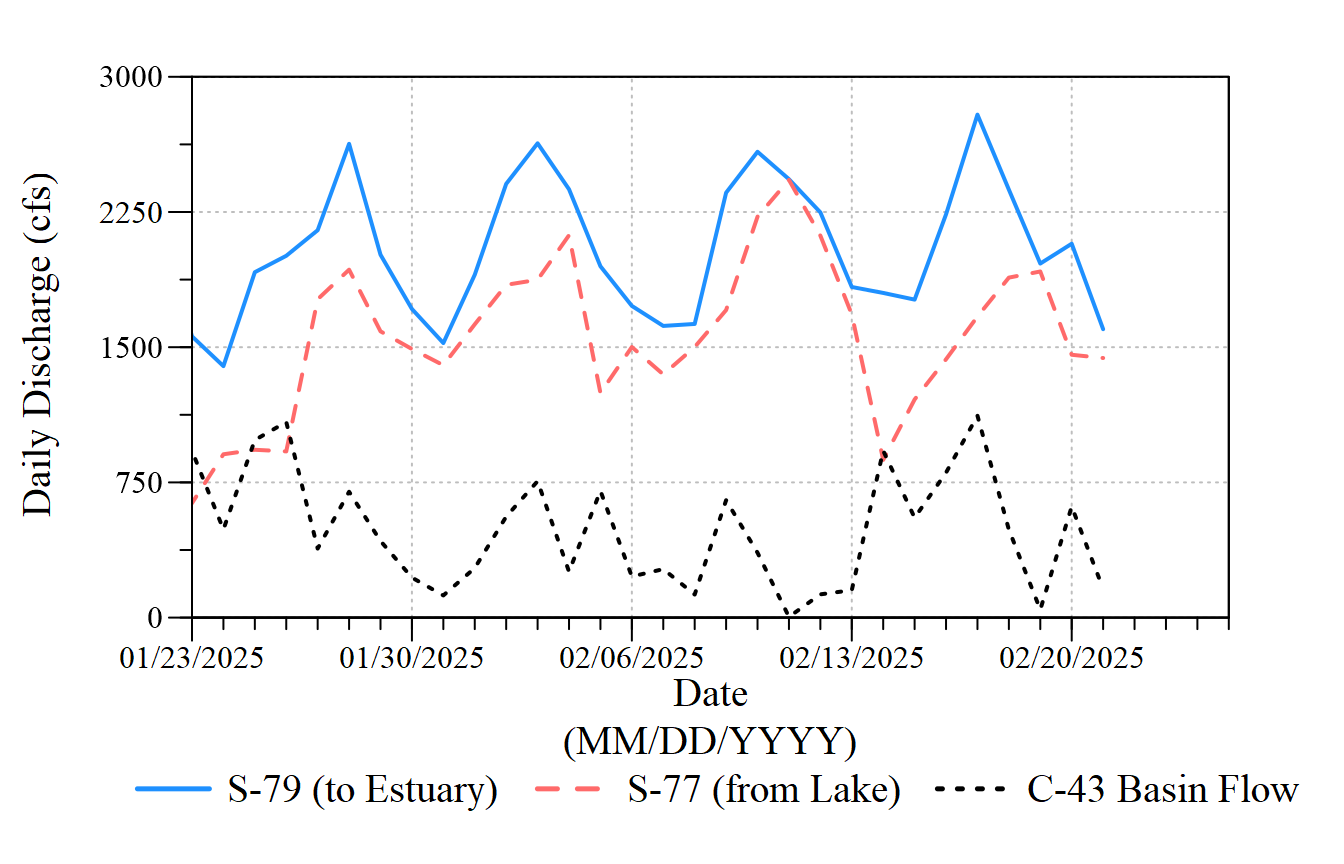 3000
2250
1500
750
0
Daily Discharge (cfs)
01/23/2025 01/30/2025 02/06/2025 02/13/2025 02/20/2025
Date
(MM/DD/YYYY)
S-79 (to Estuary) S-77 (from Lake) C-43 Basin Flow